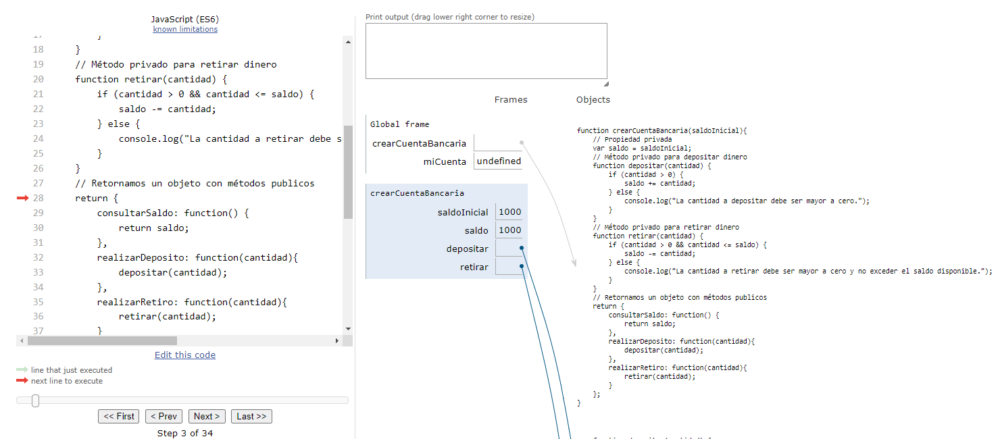 JavaScript (ES6)
known limitations
17 }
18 }
19 // Método privado para retirar dinero
20 function retirar(cantidad) {
21 if (cantidad > 0 && cantidad <= saldo) {
22 saldo -= cantidad;
23 } else {
24 console.log("La cantidad a retirar debe s
25 }
26 }
27 // Retornamos un objeto con métodos publicos
28 return {
29 consultarSaldo: function() {
30 return saldo;
31 },
32 realizarDeposito: function(cantidad){
33 depositar(cantidad);
34 },
35 realizarRetiro: function(cantidad){
36 retirar(cantidad);
37 }
Edit this code
line that just executed
next line to execute
<< First
< Prev
Next >
Last >>
Step 3 of 34
Print output (drag lower right corner to resize)
Frames
Objects
Global frame
crearCuentaBancaria
miCuenta undefined
crearCuentaBancaria
saldoInicial 1000
saldo 1000
depositar
retirar
function crearCuentaBancaria(saldoInicial){
// Propiedad privada
var saldo = saldoInicial;
// Método privado para depositar dinero
function depositar(cantidad) {
if (cantidad > 0) {
saldo += cantidad;
} else {
console.log("La cantidad a depositar debe ser mayor a cero.");
}
}
// Método privado para retirar dinero
function retirar(cantidad) {
if (cantidad > 0 && cantidad <= saldo) {
saldo -= cantidad;
} else {
console.log("La cantidad a retirar debe ser mayor a cero y no exceder el saldo disponible.");
}
}
// Retornamos un objeto con métodos publicos
return {
consultarSaldo: function() {
return saldo;
},
realizarDeposito: function(cantidad){
depositar(cantidad);
},
realizarRetiro: function(cantidad){
retirar(cantidad);
}
};
}